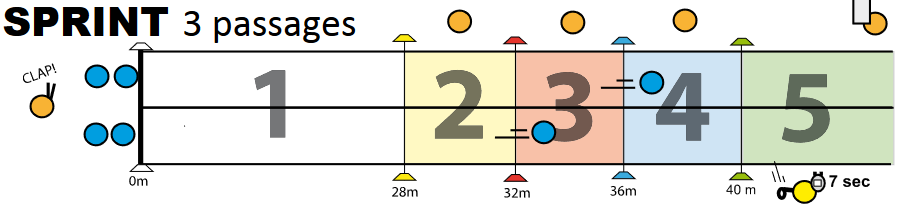 SPRINT 3 passages
CLAP!
1 2 3 4 5
0m 28m 32m 36m 40 m
7 sec